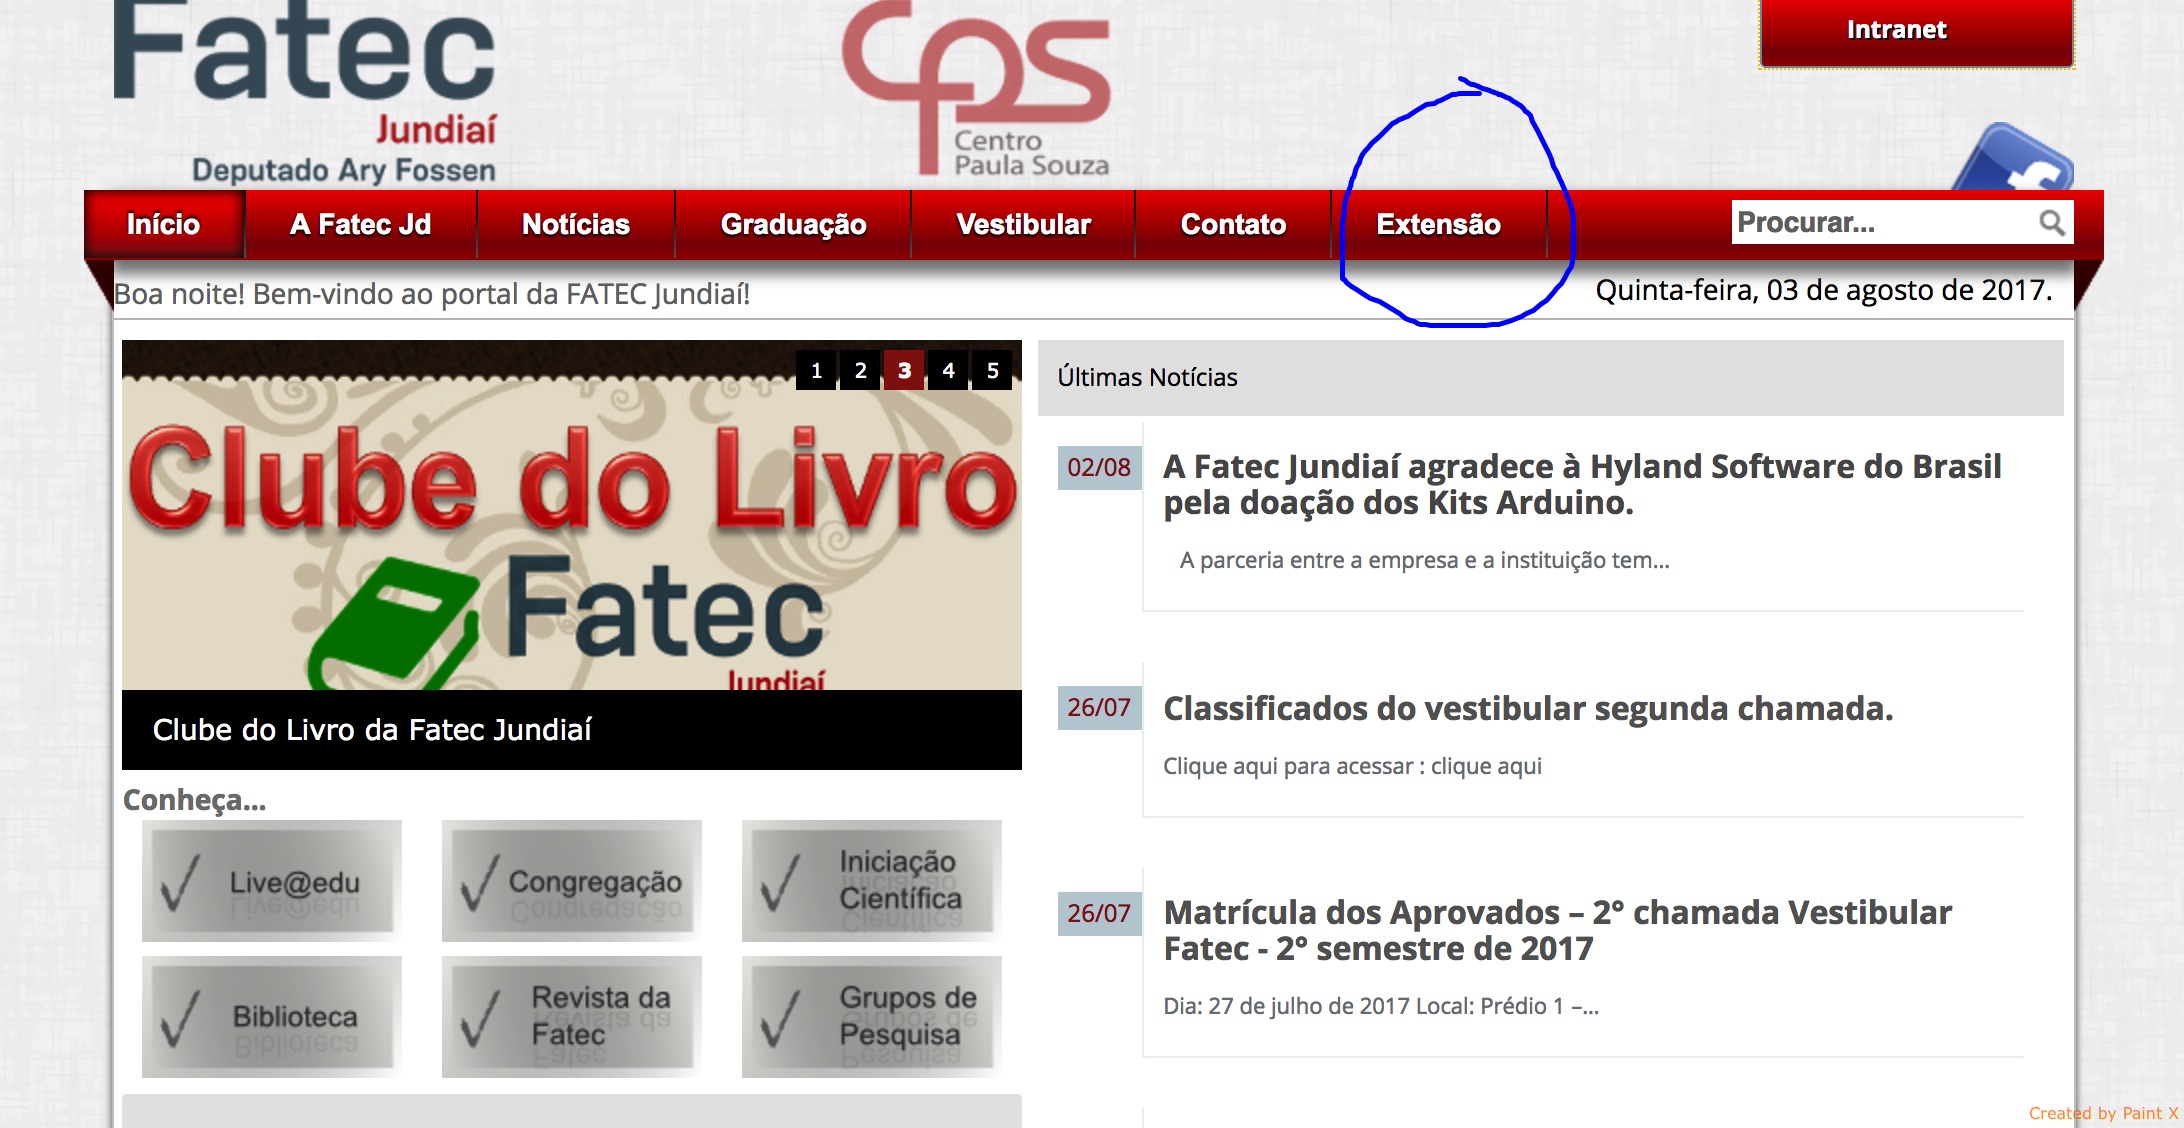 Fatec
Jundiaí
Deputado Ary Fossen
CPS
Centro
Paula Souza
Intranet
Início
A Fatec Jd
Notícias
Graduação
Vestibular
Contato
Extensão
Procurar...
Boa noite! Bem-vindo ao portal da FATEC Jundiaí!
Quinta-feira, 03 de agosto de 2017.
1 2 3 4 5
Clube do Livro
Fatec
Jundiaí
Clube do Livro da Fatec Jundiaí
Conheça...
Live@edu
Congregação
Iniciação
Científica
Biblioteca
Revista da
Fatec
Grupos de
Pesquisa
Últimas Notícias
02/08
A Fatec Jundiaí agradece à Hyland Software do Brasil
pela doação dos Kits Arduino.
A parceria entre a empresa e a instituição tem...
26/07
Classificados do vestibular segunda chamada.
Clique aqui para acessar : clique aqui
26/07
Matrícula dos Aprovados – 2° chamada Vestibular
Fatec - 2° semestre de 2017
Dia: 27 de julho de 2017 Local: Prédio 1 –...
Created by Paint X